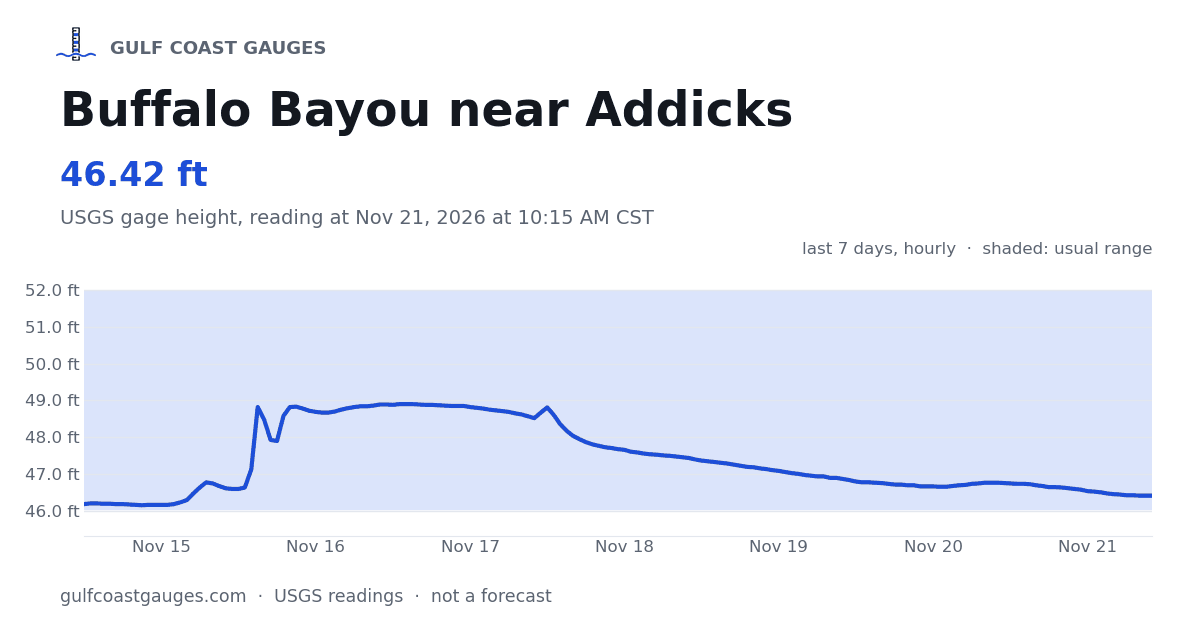 GULF COAST GAUGES
Buffalo Bayou near Addicks
46.42 ft
USGS gage height, reading at Nov 21, 2026 at 10:15 AM CST
last 7 days, hourly · shaded: usual range
52.0 ft
51.0 ft
50.0 ft
49.0 ft
48.0 ft
47.0 ft
46.0 ft
Nov 15 Nov 16 Nov 17 Nov 18 Nov 19 Nov 20 Nov 21
gulfcoastgauges.com · USGS readings · not a forecast